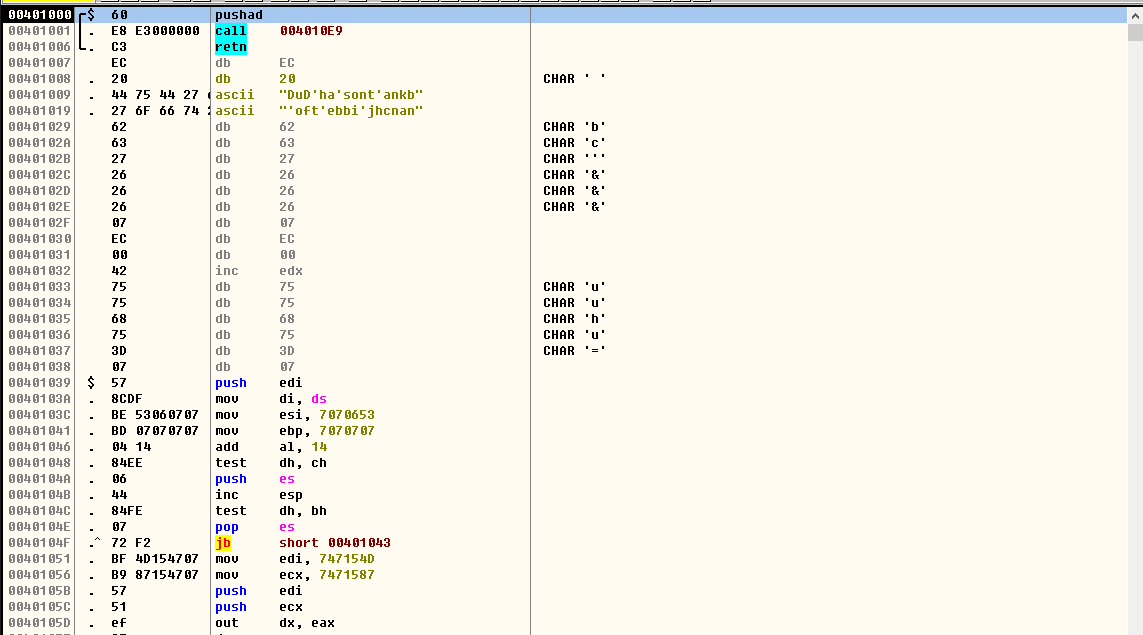 00401000 $ 60 pushad
00401001 . E8 E3000000 call 004010E9
00401006 . C3 retn
00401007 EC db EC
00401008 . 20 db 20 CHAR ' '
00401009 . 44 75 44 27 ascii "DuD'ha'sont'ankb"
00401019 . 27 6F 66 74 ascii "'oft'ebbi'jhcnan"
00401029 62 db 62 CHAR 'b'
0040102A 63 db 63 CHAR 'c'
0040102B 27 db 27 CHAR '''
0040102C 26 db 26 CHAR '&'
0040102D 26 db 26 CHAR '&'
0040102E 26 db 26 CHAR '&'
0040102F 07 db 07
00401030 EC db EC
00401031 00 db 00
00401032 42 inc edx
00401033 75 db 75 CHAR 'u'
00401034 75 db 75 CHAR 'u'
00401035 68 db 68 CHAR 'h'
00401036 75 db 75 CHAR 'u'
00401037 3D db 3D CHAR '='
00401038 07 db 07
00401039 $ 57 push edi
0040103A . 8CDF mov di, ds
0040103C . BE 53060707 mov esi, 7070653
00401041 . BD 07070707 mov ebp, 7070707
00401046 . 04 14 add al, 14
00401048 . 84EE test dh, ch
0040104A . 06 push es
0040104B . 44 inc esp
0040104C . 84FE test dh, bh
0040104E . 07 pop es
0040104F .^ 72 F2 jb short 00401043
00401051 . BF 4D154707 mov edi, 747154D
00401056 . B9 87154707 mov ecx, 7471587
0040105B . 57 push edi
0040105C . 51 push ecx
0040105D . ef out dx, eax